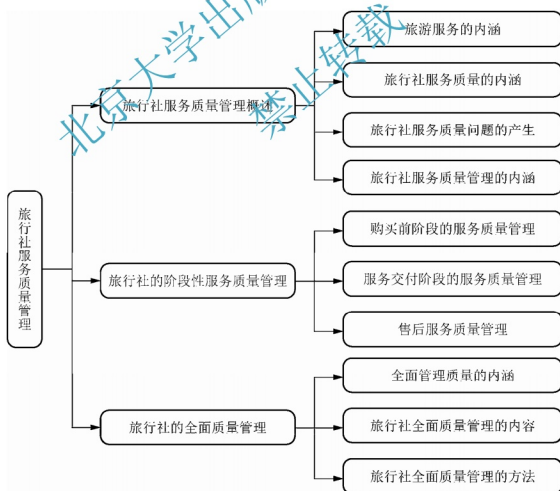 旅行社服务质量管理
旅行社服务质量管理概述
旅游服务的内涵
旅行社服务质量的内涵
旅行社服务质量问题的产生
旅行社服务质量管理的内涵
旅行社的阶段性服务质量管理
购买前阶段的服务质量管理
服务交付阶段的服务质量管理
售后服务质量管理
旅行社的全面质量管理
全面管理质量的内涵
旅行社全面质量管理的内容
旅行社全面质量管理的方法
北京大学出版
禁止转载